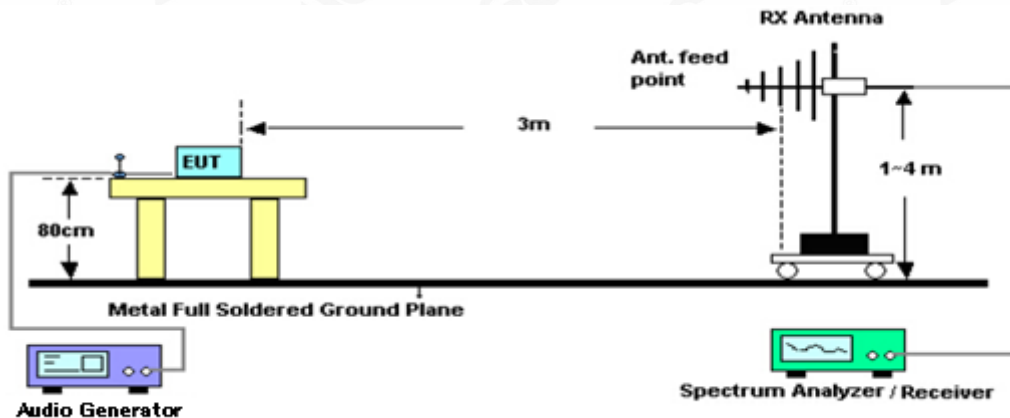 RX Antenna
Ant. feed
point
3m
EUT
1~4 m
80cm
Metal Full Soldered Ground Plane
Spectrum Analyzer / Receiver
Audio Generator